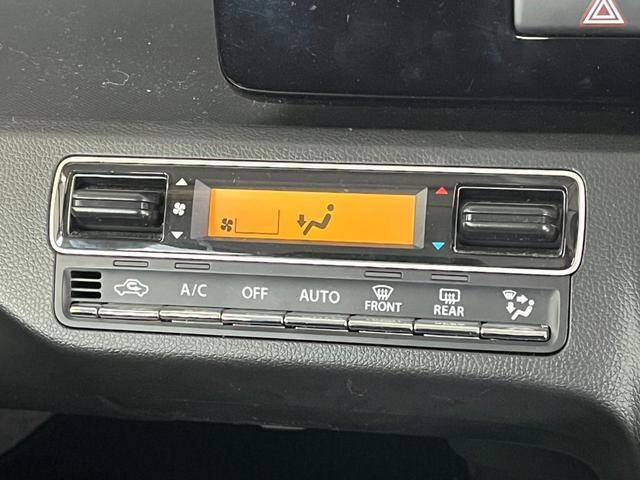 A/C OFF AUTO FRONT REAR